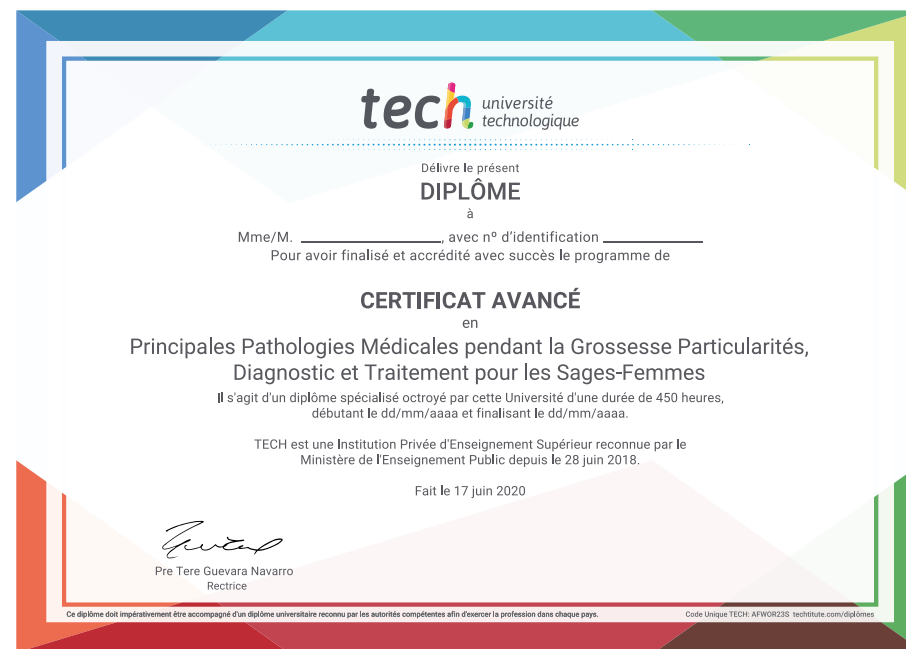 tech université
technologique
Délivre le présent
DIPLÔME
à
Mme/M. ____________________, avec nº d'identification ______________
Pour avoir finalisé et accrédité avec succès le programme de
CERTIFICAT AVANCÉ
en
Principales Pathologies Médicales pendant la Grossesse Particularités,
Diagnostic et Traitement pour les Sages-Femmes
Il s'agit d'un diplôme spécialisé octroyé par cette Université d'une durée de 450 heures,
débutant le dd/mm/aaaa et finalisant le dd/mm/aaaa.
TECH est une Institution Privée d'Enseignement Supérieur reconnue par le
Ministère de l'Enseignement Public depuis le 28 juin 2018.
Fait le 17 juin 2020
Pre Tere Guevara Navarro
Rectrice
Ce diplôme doit impérativement être accompagné d'un diplôme universitaire reconnu par les autorités compétentes afin d'exercer la profession dans chaque pays.
Code Unique TECH: AFWOR23S techtitute.com/diplômes